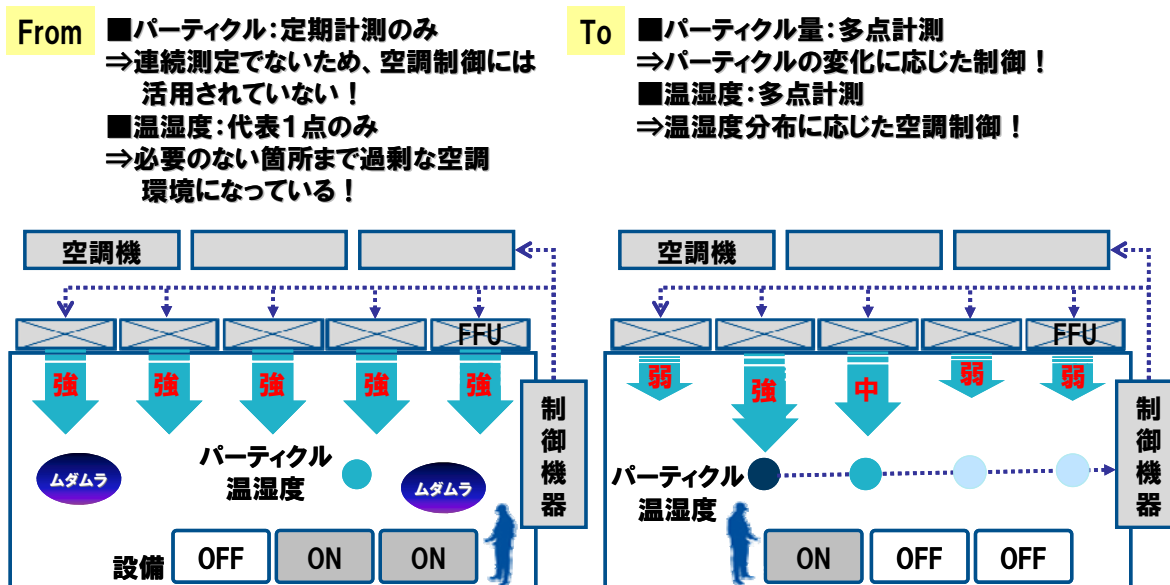 From
■パーティクル：定期計測のみ
⇒連続測定でないため、空調制御には
活用されていない！
■温湿度：代表１点のみ
⇒必要のない箇所まで過剰な空調
環境になっている！
空調機
FFU
強
強
強
強
強
ムダムラ
パーティクル
温湿度
ムダムラ
制御機器
設備
OFF
ON
ON
To
■パーティクル量：多点計測
⇒パーティクルの変化に応じた制御！
■温湿度：多点計測
⇒温湿度分布に応じた空調制御！
空調機
FFU
弱
強
中
弱
弱
パーティクル
温湿度
制御機器
ON
OFF
OFF